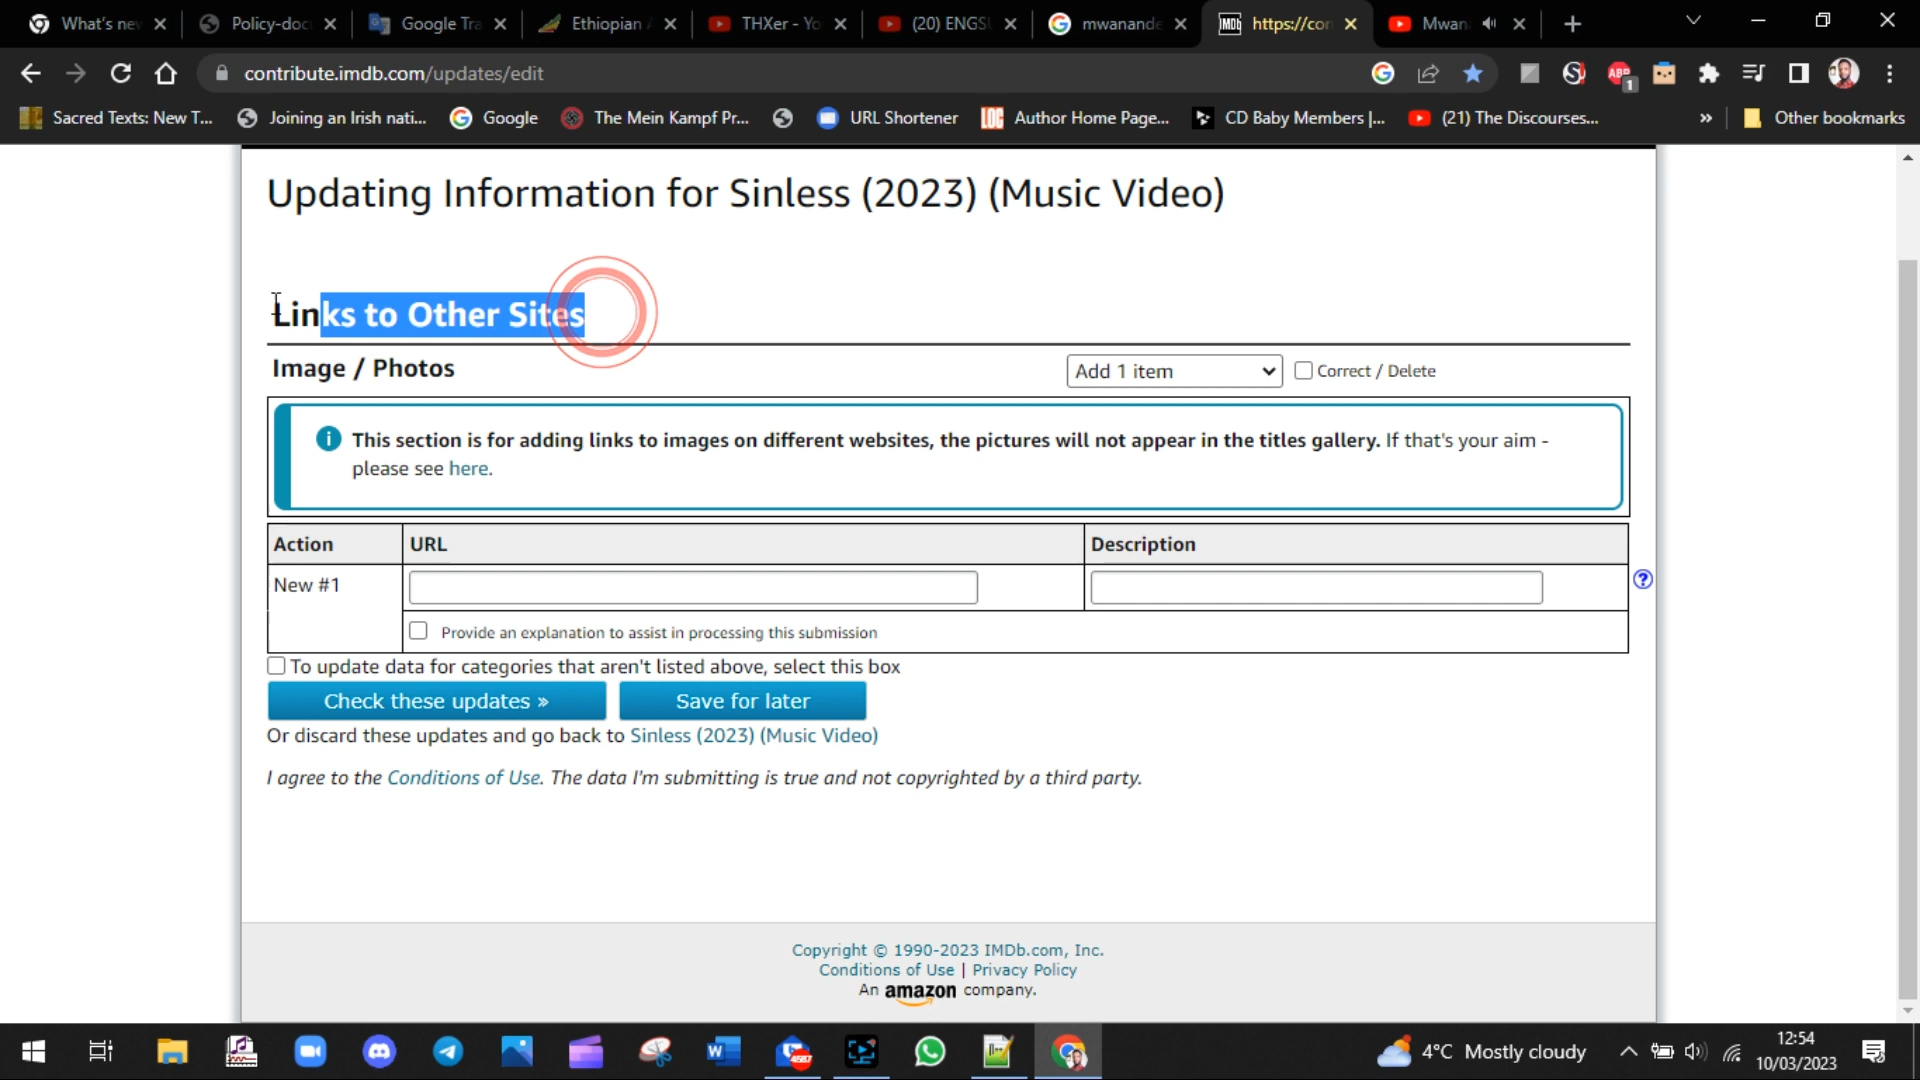 What's ne
Policy-doc
Google Tra
Ethiopian
THXer - Yo
(20) ENGS
mwanande
IMDb
https://cor
Mwan
contribute.imdb.com/updates/edit
ABP
1
Sacred Texts: New T...
Joining an Irish nati...
Google
The Mein Kampf Pr...
URL Shortener
Author Home Page...
CD Baby Members |...
(21) The Discourses...
»
Other bookmarks
Updating Information for Sinless (2023) (Music Video)
Links to Other Sites
Image / Photos
Add 1 item
Correct / Delete
This section is for adding links to images on different websites, the pictures will not appear in the titles gallery. If that's your aim -
please see here.
Action
URL
Description
New #1
?
Provide an explanation to assist in processing this submission
To update data for categories that aren't listed above, select this box
Check these updates »
Save for later
Or discard these updates and go back to Sinless (2023) (Music Video)
I agree to the Conditions of Use. The data I'm submitting is true and not copyrighted by a third party.
Copyright © 1990-2023 IMDb.com, Inc.
Conditions of Use | Privacy Policy
An amazon company.
4°C Mostly cloudy
12:54
10/03/2023